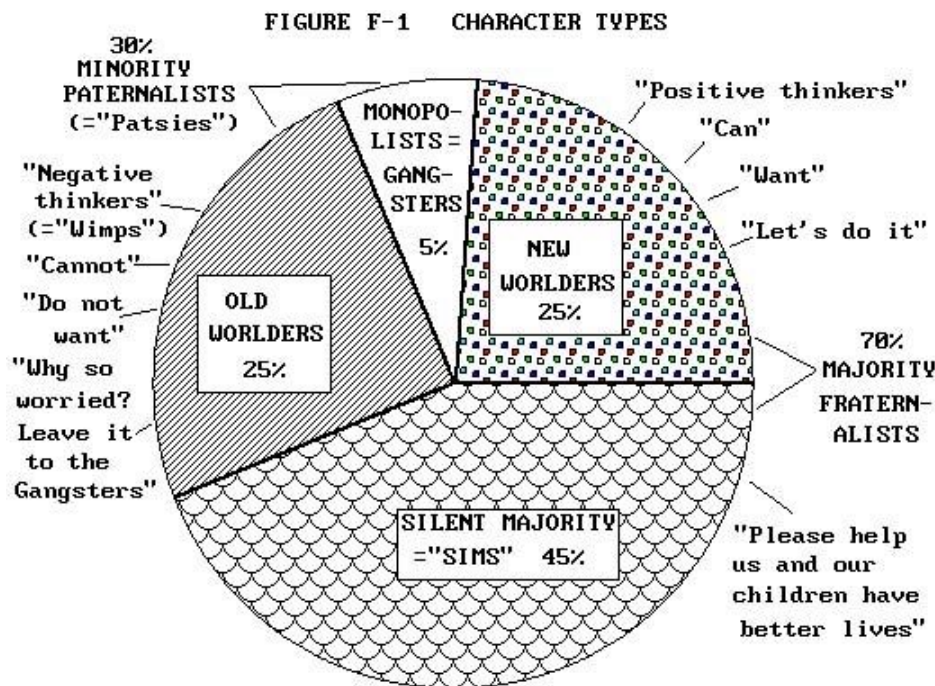 FIGURE F-1   CHARACTER TYPES
30%
MINORITY
PATERNALISTS
(="Patsies")
"Negative
thinkers"
(="Wimps")
"Cannot"
"Do not
want"
"Why so
worried?
Leave it
to the
Gangsters"
OLD
WORLDERS
25%
MONOPO-
LISTS=
GANG-
STERS
5%
NEW
WORLDERS
25%
"Positive thinkers"
"Can"
"Want"
"Let's do it"
70%
MAJORITY
FRATERN-
ALISTS
SILENT MAJORITY
="SIMS"  45%
"Please help
us and our
children have
better lives"